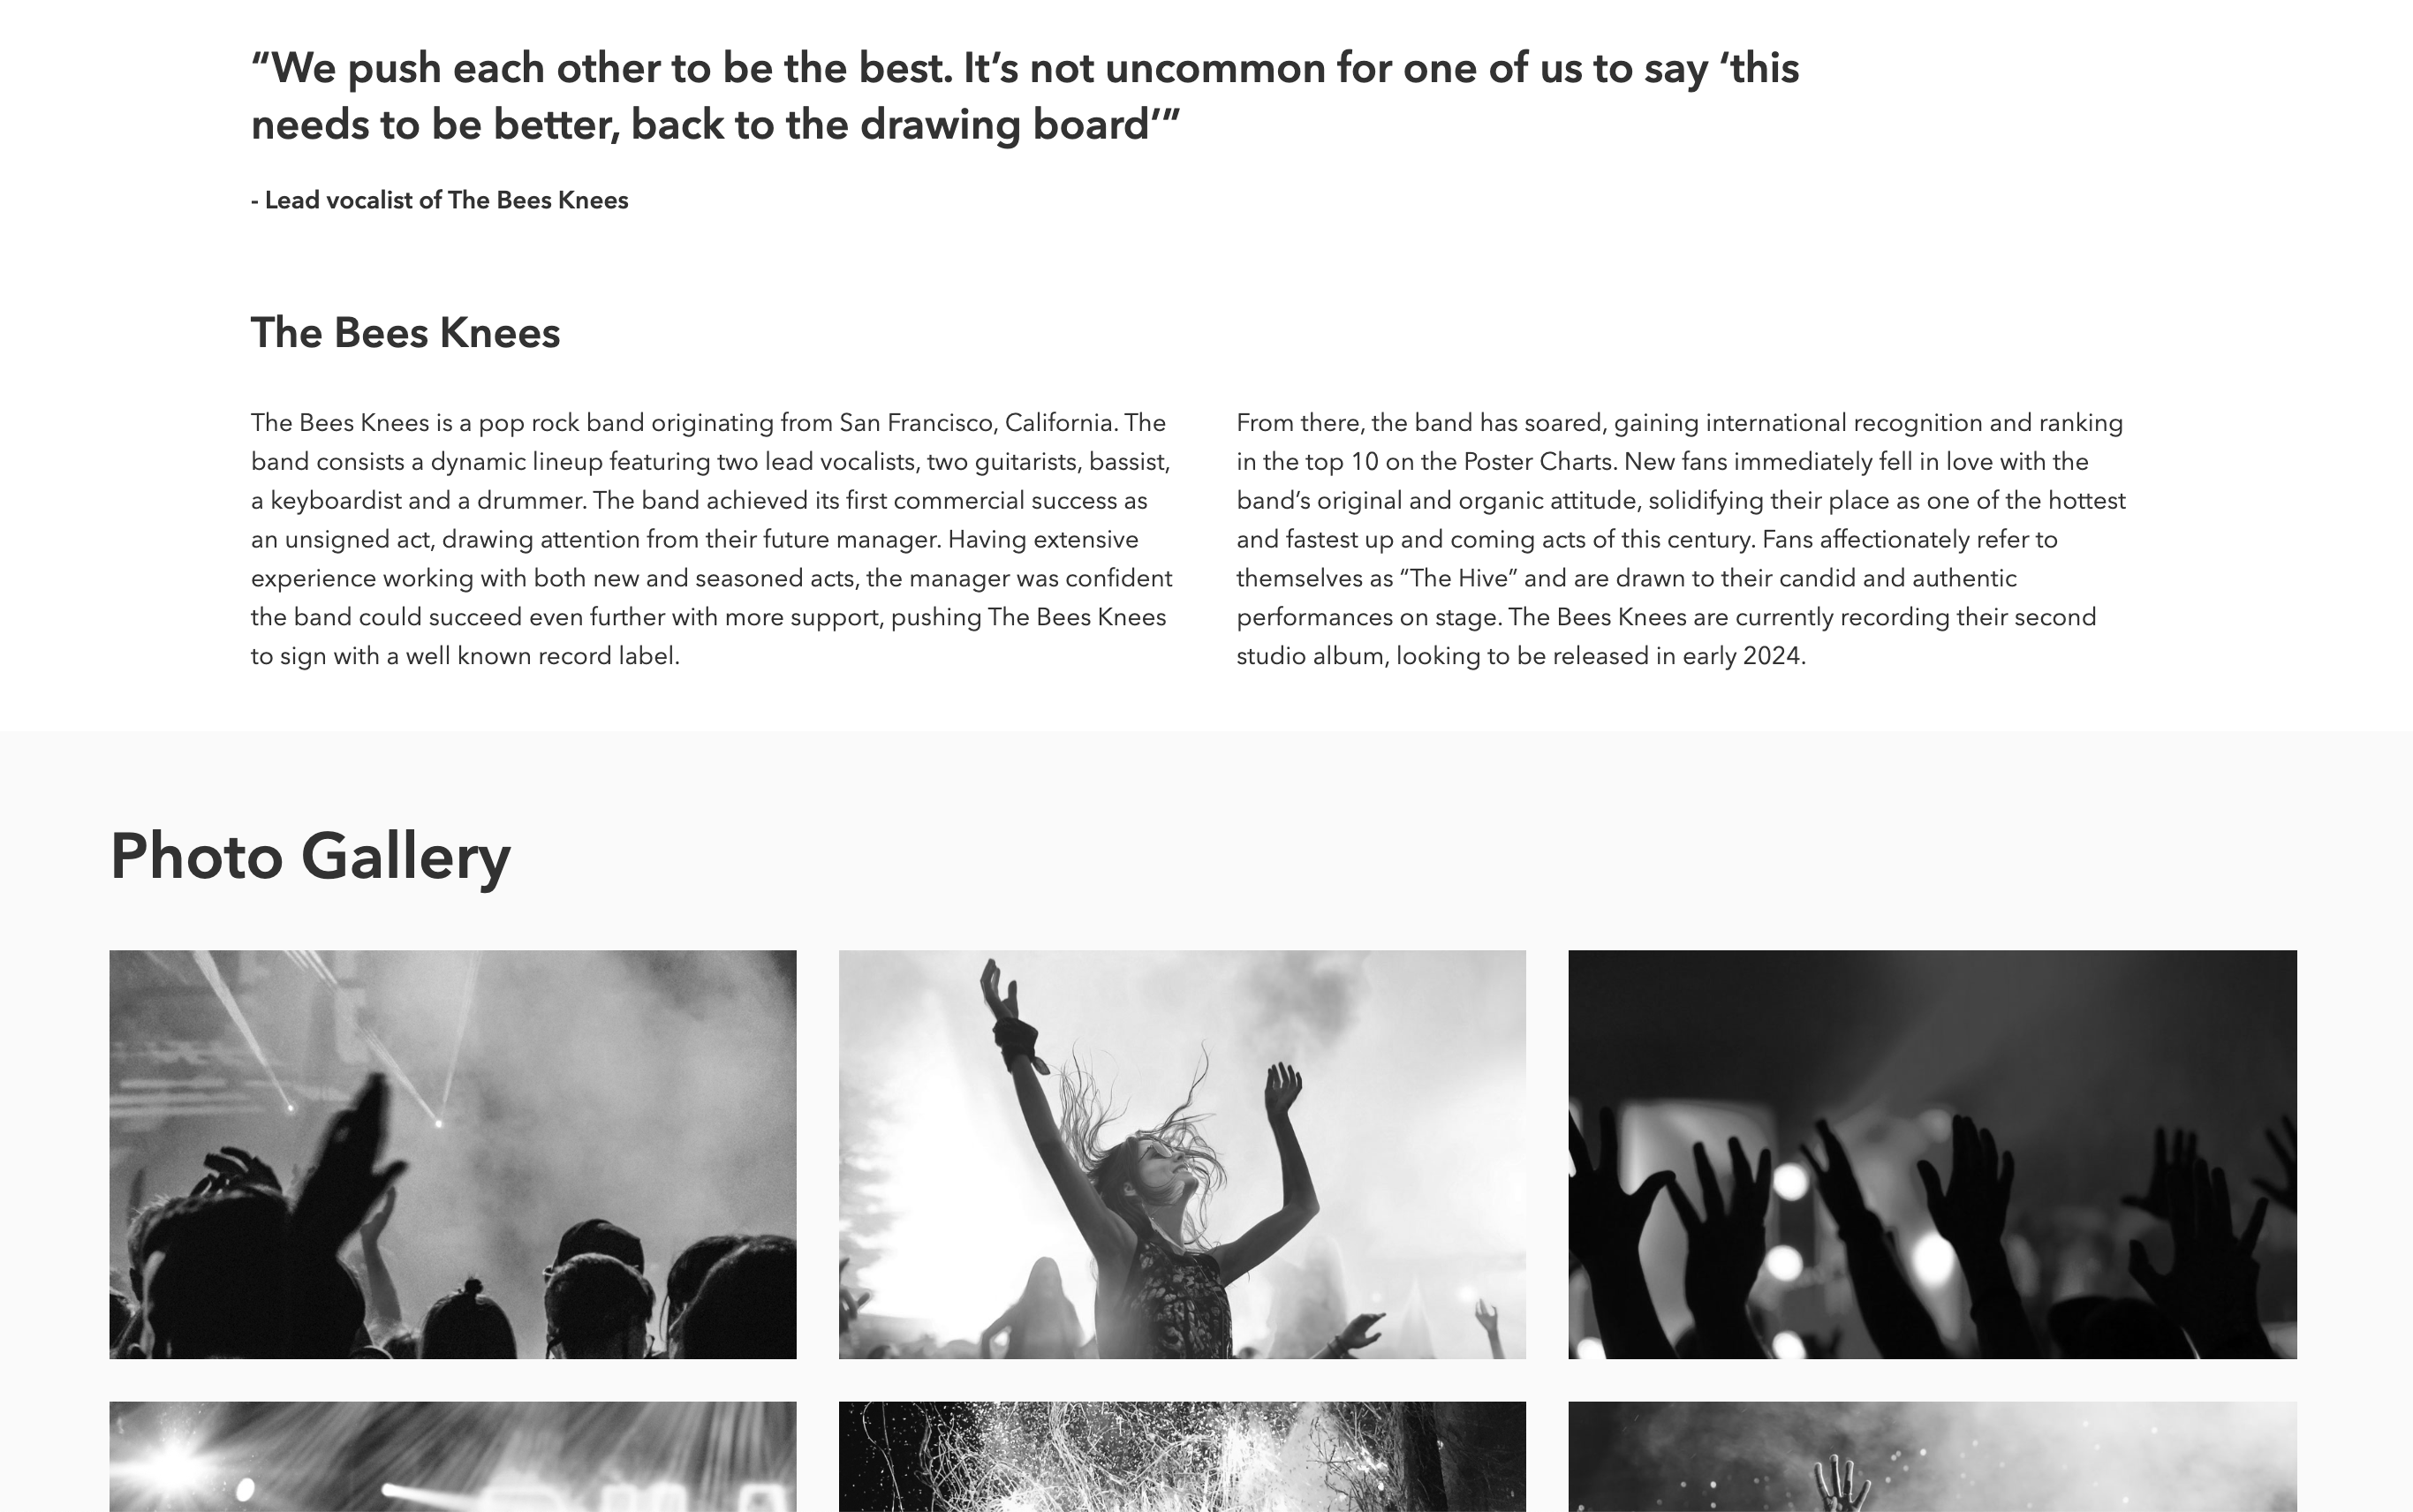 “We push each other to be the best. It’s not uncommon for one of us to say ‘this
needs to be better, back to the drawing board’”
- Lead vocalist of The Bees Knees
The Bees Knees
The Bees Knees is a pop rock band originating from San Francisco, California. The
band consists a dynamic lineup featuring two lead vocalists, two guitarists, bassist,
a keyboardist and a drummer. The band achieved its first commercial success as
an unsigned act, drawing attention from their future manager. Having extensive
experience working with both new and seasoned acts, the manager was confident
the band could succeed even further with more support, pushing The Bees Knees
to sign with a well known record label.
From there, the band has soared, gaining international recognition and ranking
in the top 10 on the Poster Charts. New fans immediately fell in love with the
band’s original and organic attitude, solidifying their place as one of the hottest
and fastest up and coming acts of this century. Fans affectionately refer to
themselves as “The Hive” and are drawn to their candid and authentic
performances on stage. The Bees Knees are currently recording their second
studio album, looking to be released in early 2024.
Photo Gallery